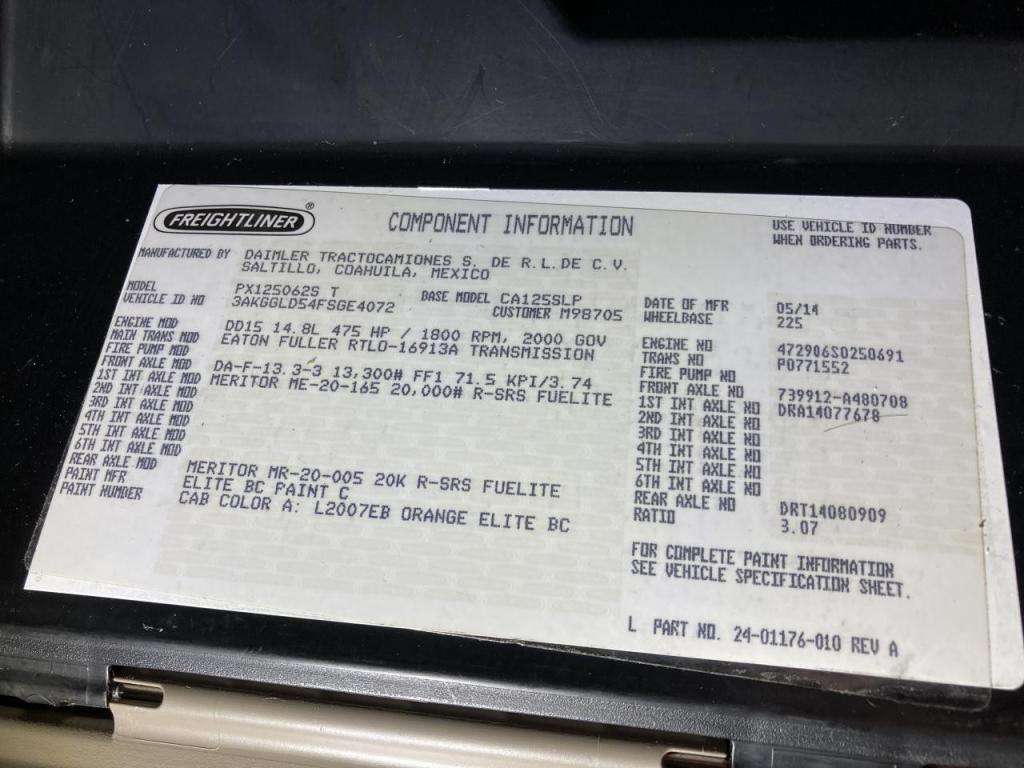 FREIGHTLINER ®
COMPONENT INFORMATION
USE VEHICLE ID NUMBER
WHEN ORDERING PARTS.
MANUFACTURED BY DAIMLER TRACTOCAMIONES S. DE R.L. DE C.V.
SALTILLO, COAHUILA, MEXICO
MODEL PX125062S T BASE MODEL CA125SLP
VEHICLE ID NO 3AKGGLD54FSGE4072 CUSTOMER M98705
ENGINE MOD DD15 14.8L 475 HP / 1800 RPM, 2000 GOV
MAIN TRANS MOD EATON FULLER RTLO-16913A TRANSMISSION
FIRE PUMP MOD
FRONT AXLE MOD DA-F-13.3-3 13,300# FF1 71.5 KPI/3.74
1ST INT AXLE MOD MERITOR ME-20-165 20,000# R-SRS FUELITE
2ND INT AXLE MOD
3RD INT AXLE MOD
4TH INT AXLE MOD
5TH INT AXLE MOD
6TH INT AXLE MOD
REAR AXLE MOD MERITOR MR-20-005 20K R-SRS FUELITE
PAINT MFR ELITE BC PAINT C
PAINT NUMBER CAB COLOR A: L2007EB ORANGE ELITE BC
DATE OF MFR 05/14
WHEELBASE 225
ENGINE NO 472906S0250691
TRANS NO P0771552
FIRE PUMP NO
FRONT AXLE NO 739912-A480708
1ST INT AXLE NO DRA14077678
2ND INT AXLE NO
3RD INT AXLE NO
4TH INT AXLE NO
5TH INT AXLE NO
6TH INT AXLE NO
REAR AXLE NO DRT14080909
RATIO 3.07
FOR COMPLETE PAINT INFORMATION
SEE VEHICLE SPECIFICATION SHEET.
L PART NO. 24-01176-010 REV A